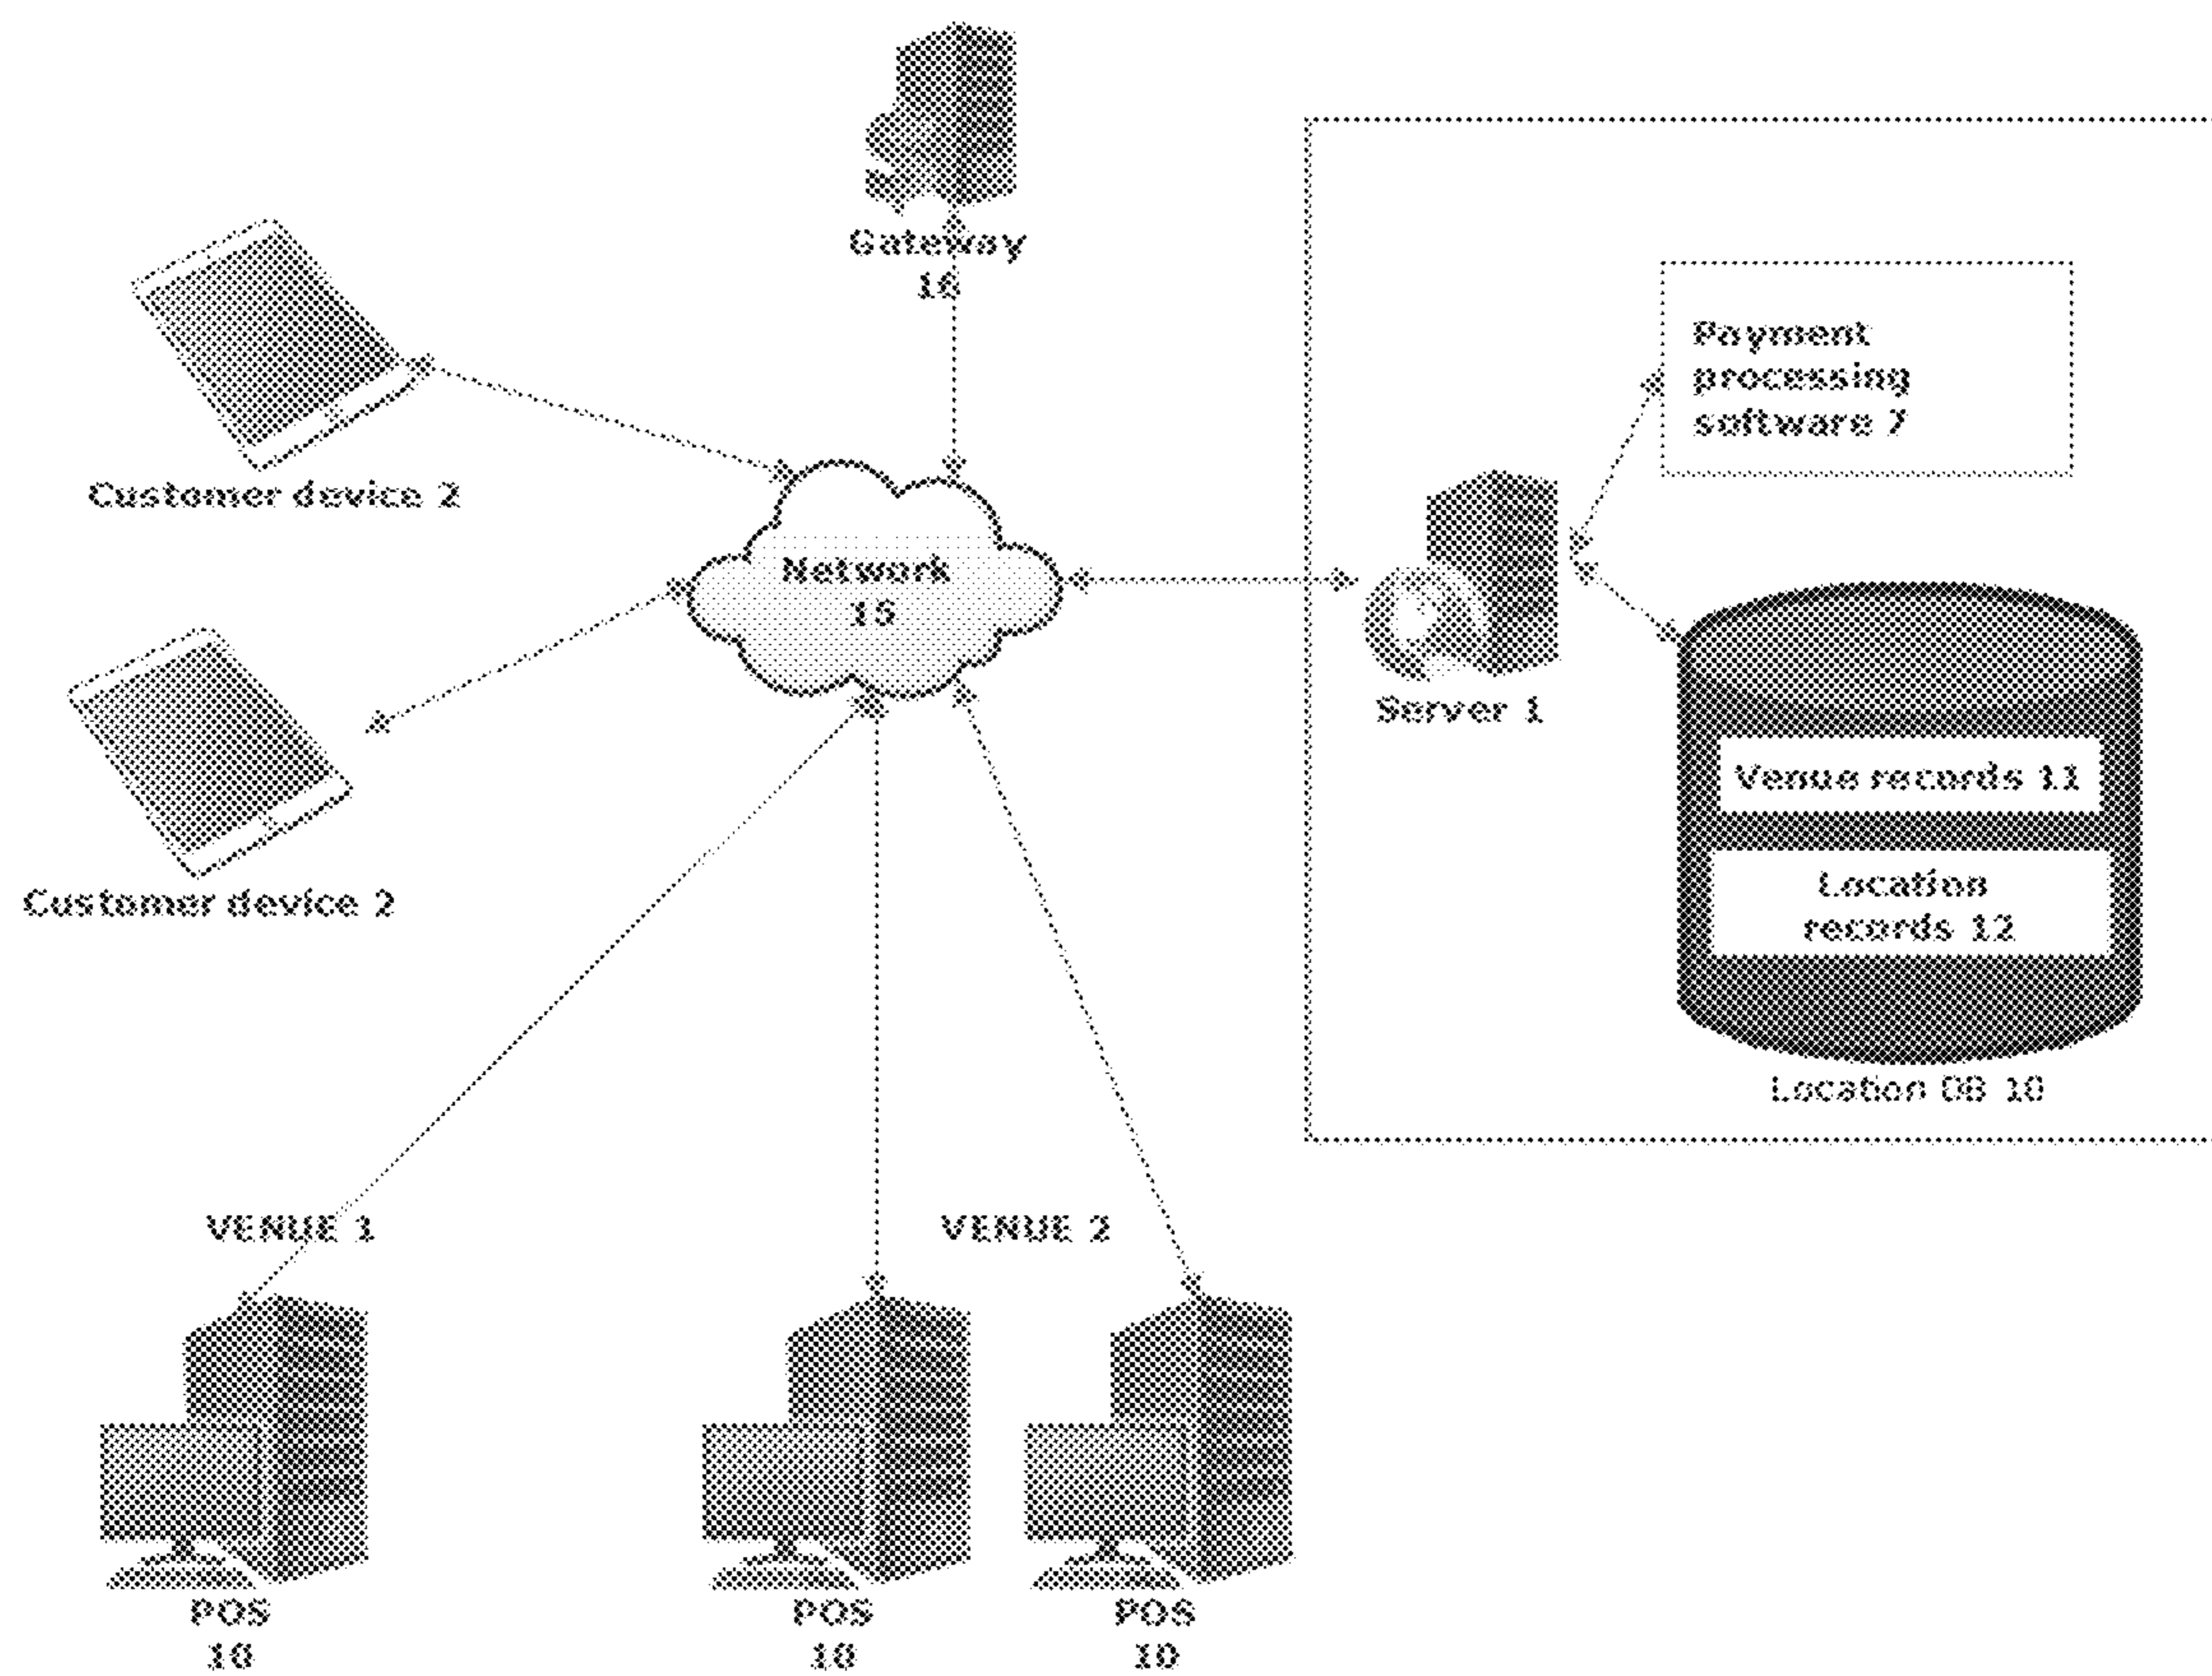 Gateway
16
Customer device 2
Payment
processing
software 7
Network
15
Server 1
Customer device 2
Venue records 11
Location
records 12
Location DB 10
VENUE 1
VENUE 2
POS
10
POS
10
POS
10